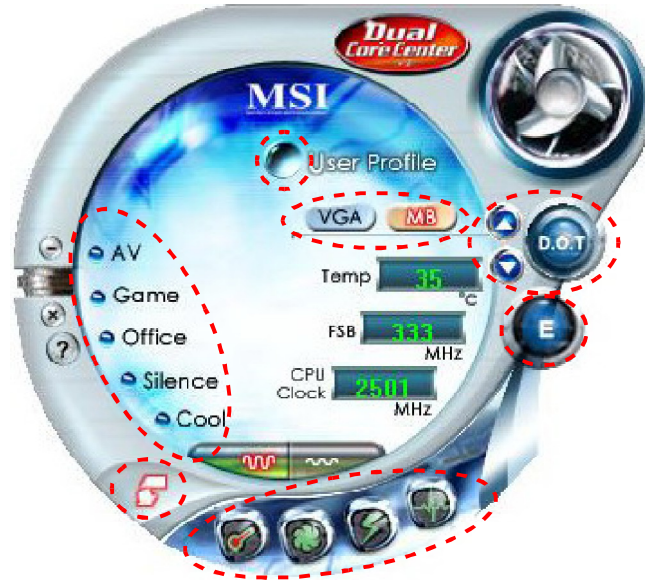 Dual
Core Center
MSI
User Profile
VGA MB
D.O.T
AV
Temp 35
°C
Game
E
FSB 333
MHz
Office
?
CPU
Clock 2501
MHz
Silence
Cool